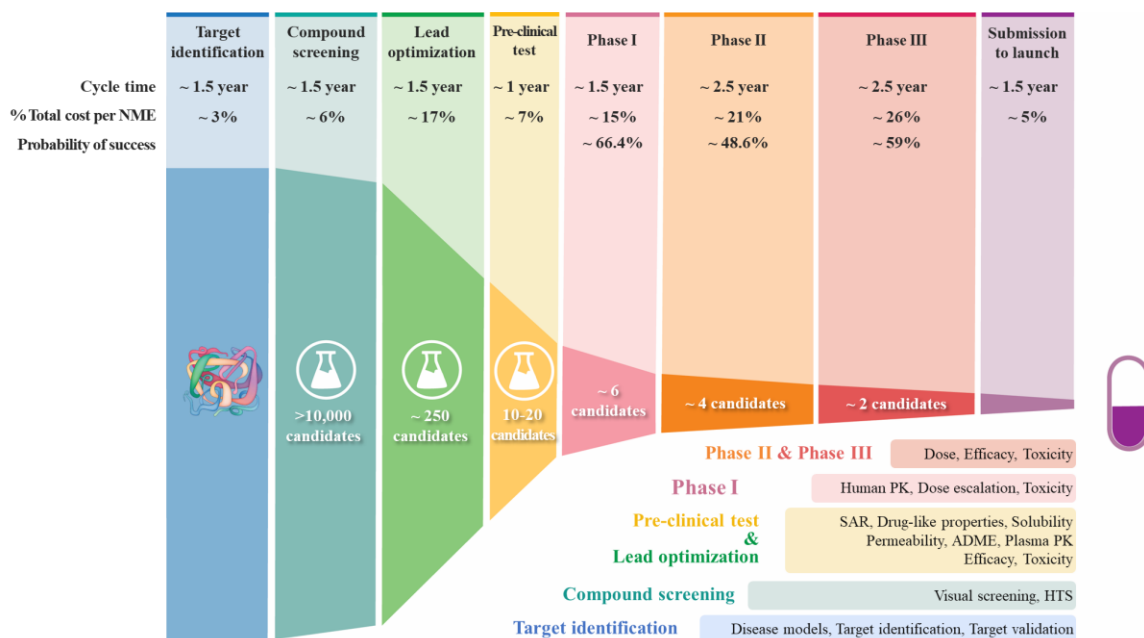 Target
identification
Compound
screening
Lead
optimization
Pre-clinical
test
Phase I
Phase II
Phase III
Submission
to launch
Cycle time
~ 1.5 year
~ 1.5 year
~ 1.5 year
~ 1 year
~ 1.5 year
~ 2.5 year
~ 2.5 year
~ 1.5 year
% Total cost per NME
~ 3%
~ 6%
~ 17%
~ 7%
~ 15%
~ 21%
~ 26%
~ 5%
Probability of success
~ 66.4%
~ 48.6%
~ 59%
>10,000
candidates
~ 250
candidates
10-20
candidates
~ 6
candidates
~ 4 candidates
~ 2 candidates
Phase II & Phase III
Dose, Efficacy, Toxicity
Phase I
Human PK, Dose escalation, Toxicity
Pre-clinical test
&
Lead optimization
SAR, Drug-like properties, Solubility
Permeability, ADME, Plasma PK
Efficacy, Toxicity
Compound screening
Visual screening, HTS
Target identification
Disease models, Target identification, Target validation